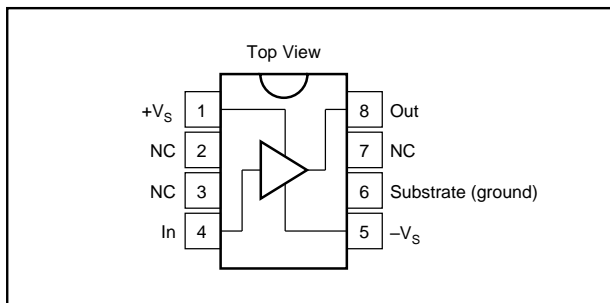 Top View
+VS 1 8 Out
NC 2 7 NC
NC 3 6 Substrate (ground)
In 4 5 –VS